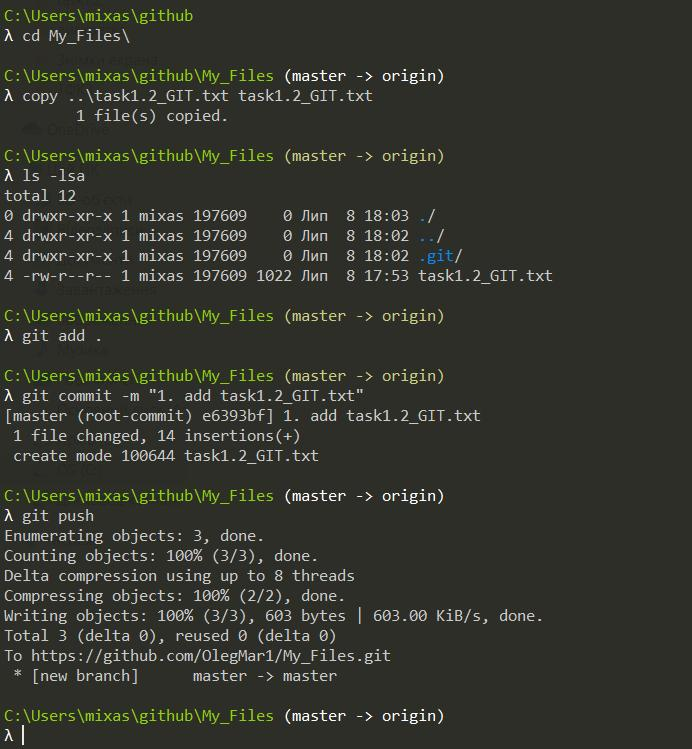 C:\Users\mixas\github
λ cd My_Files\
C:\Users\mixas\github\My_Files (master -> origin)
λ copy ..\task1.2_GIT.txt task1.2_GIT.txt
        1 file(s) copied.
C:\Users\mixas\github\My_Files (master -> origin)
λ ls -lsa
total 12
0 drwxr-xr-x 1 mixas 197609    0 Лип  8 18:03 ./
4 drwxr-xr-x 1 mixas 197609    0 Лип  8 18:02 ../
4 drwxr-xr-x 1 mixas 197609    0 Лип  8 18:02 .git/
4 -rw-r--r-- 1 mixas 197609 1022 Лип  8 17:53 task1.2_GIT.txt
C:\Users\mixas\github\My_Files (master -> origin)
λ git add .
C:\Users\mixas\github\My_Files (master -> origin)
λ git commit -m "1. add task1.2_GIT.txt"
[master (root-commit) e6393bf] 1. add task1.2_GIT.txt
 1 file changed, 14 insertions(+)
 create mode 100644 task1.2_GIT.txt
C:\Users\mixas\github\My_Files (master -> origin)
λ git push
Enumerating objects: 3, done.
Counting objects: 100% (3/3), done.
Delta compression using up to 8 threads
Compressing objects: 100% (2/2), done.
Writing objects: 100% (3/3), 603 bytes | 603.00 KiB/s, done.
Total 3 (delta 0), reused 0 (delta 0)
To https://github.com/OlegMar1/My_Files.git
 * [new branch]      master -> master
C:\Users\mixas\github\My_Files (master -> origin)
λ